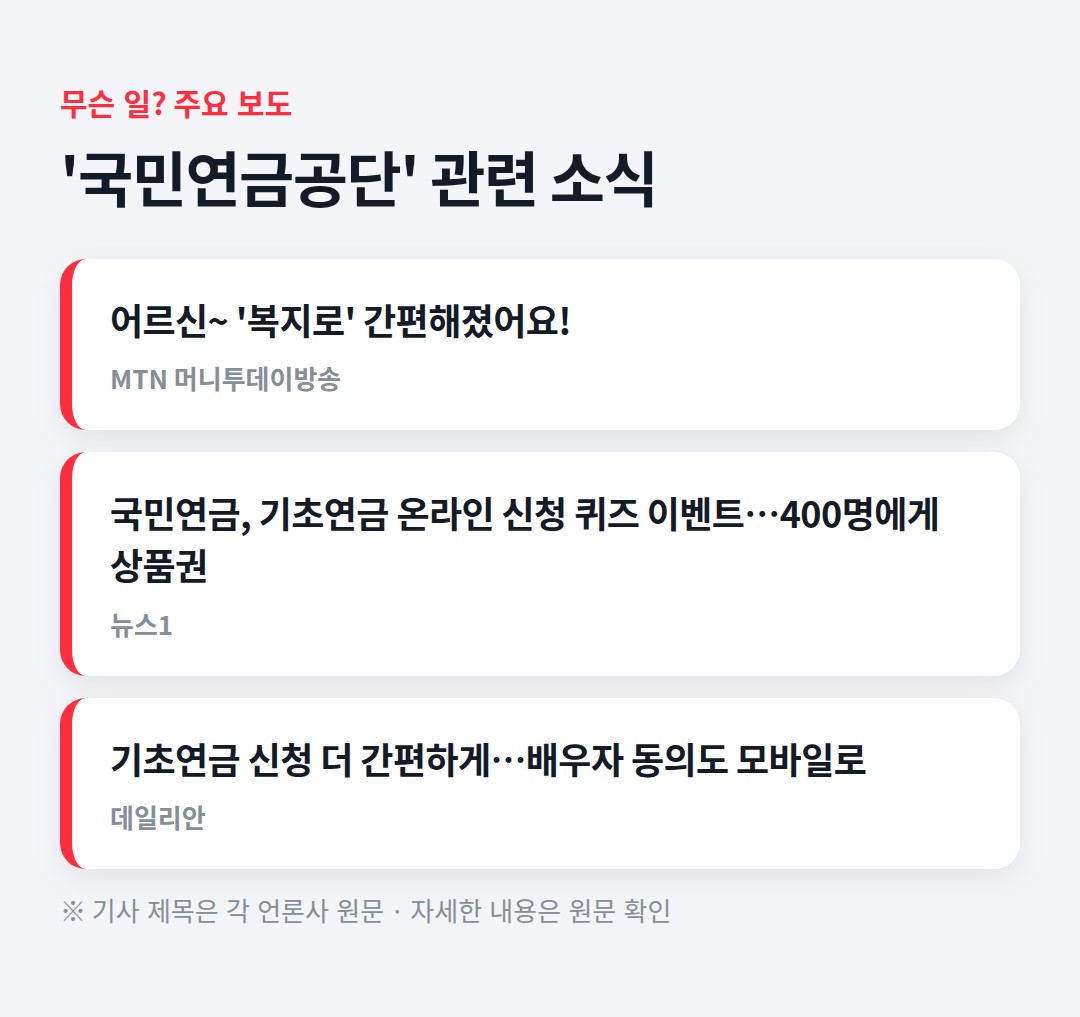 무슨 일? 주요 보도
'국민연금공단' 관련 소식
어르신~ '복지로' 간편해졌어요!
MTN 머니투데이방송
국민연금, 기초연금 온라인 신청 퀴즈 이벤트…400명에게
상품권
뉴스1
기초연금 신청 더 간편하게…배우자 동의도 모바일로
데일리안
※ 기사 제목은 각 언론사 원문 · 자세한 내용은 원문 확인